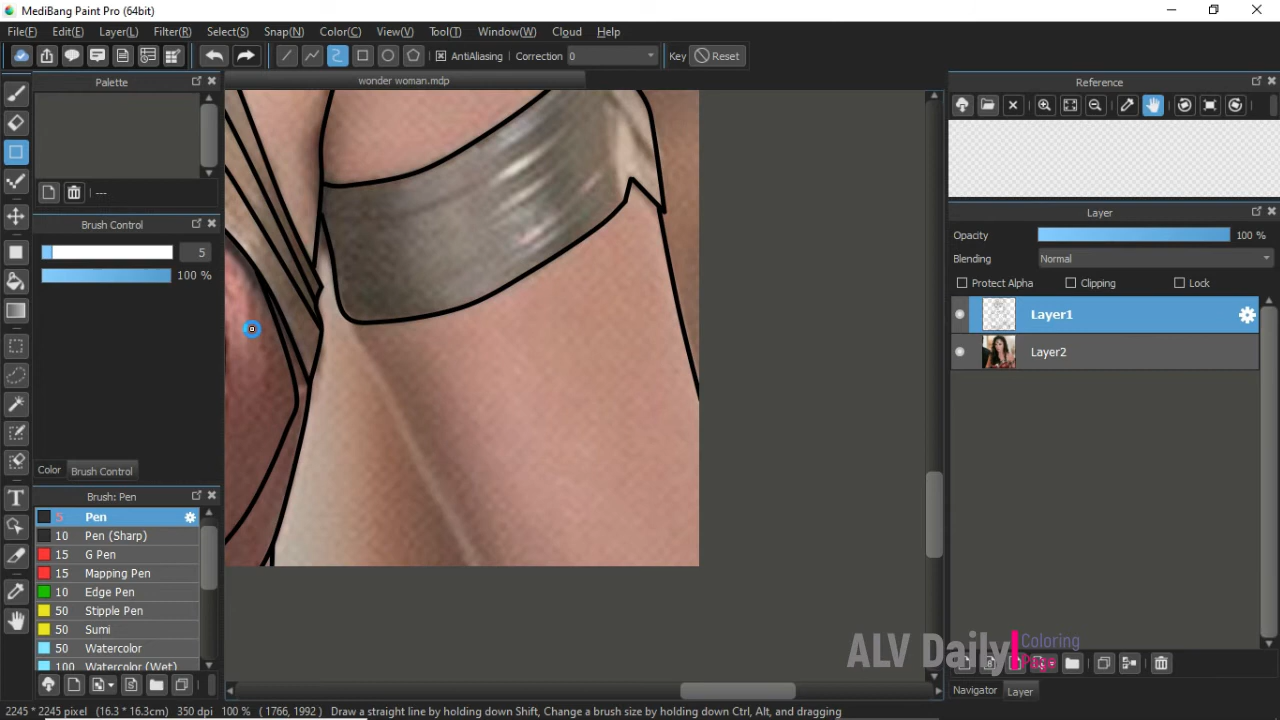 MediBang Paint Pro (64bit)
File(F) Edit(E) Layer(L) Filter(R) Select(S) Snap(N) Color(C) View(V) Tool(T) Window(W) Cloud Help
AntiAliasing Correction 0 Key Reset
Palette
wonder woman.mdp
Reference
---
Brush Control
5
100 %
Layer
Opacity 100 %
Blending Normal
Protect Alpha Clipping Lock
Layer1
Layer2
Color Brush Control
Brush: Pen
5 Pen
10 Pen (Sharp)
15 G Pen
15 Mapping Pen
10 Edge Pen
50 Stipple Pen
50 Sumi
50 Watercolor
100 Watercolor (Wet)
ALV Daily Coloring Page
Navigator Layer
2245 * 2245 pixel (16.3 * 16.3cm) 350 dpi 100 % ( 1766, 1992 ) Draw a straight line by holding down Shift, Change a brush size by holding down Ctrl, Alt, and dragging